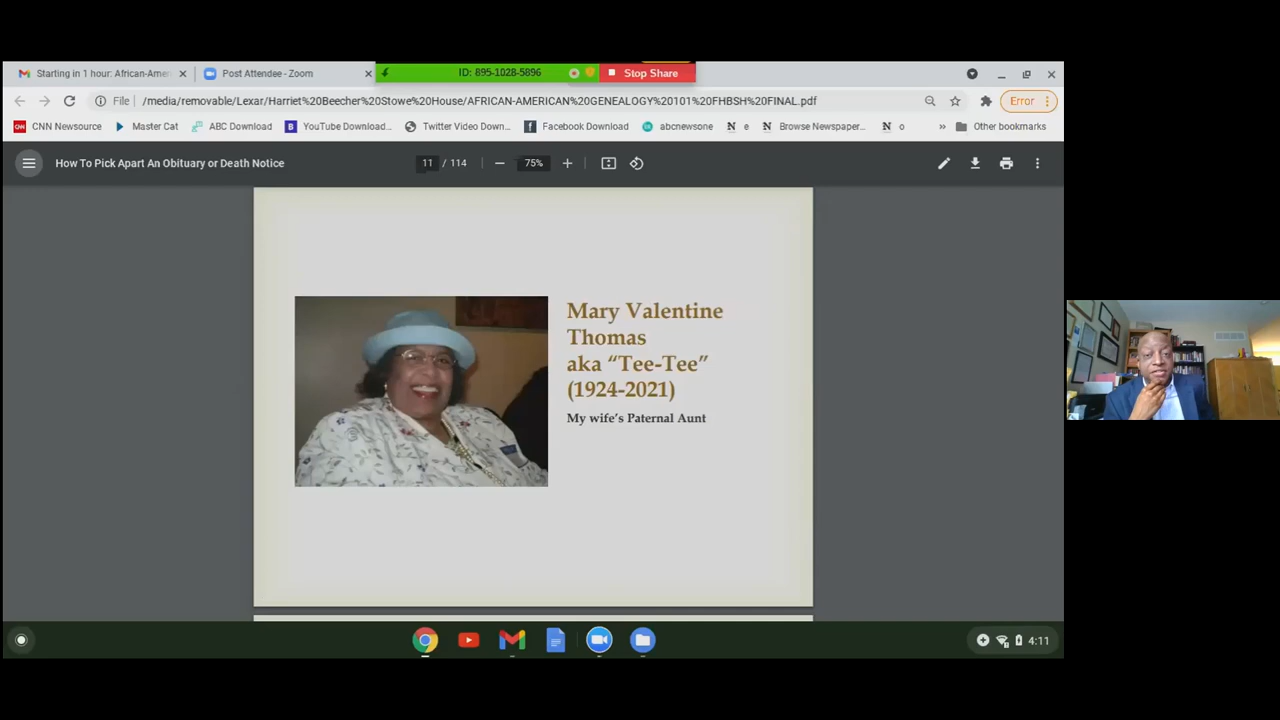 Starting in 1 hour: African-Amer
Post Attendee - Zoom
ID: 895-1028-5896
Stop Share
File
/media/removable/Lexar/Harriet%20Beecher%20Stowe%20House/AFRICAN-AMERICAN%20GENEALOGY%20101%20FHBSH%20FINAL.pdf
Error
CNN Newsource
Master Cat
ABC Download
YouTube Download...
Twitter Video Down...
Facebook Download
abcnewsone
N e
N Browse Newspaper...
N o
»
Other bookmarks
How To Pick Apart An Obituary or Death Notice
11 / 114
75%
Mary Valentine
Thomas
aka “Tee-Tee”
(1924-2021)
My wife’s Paternal Aunt
4:11